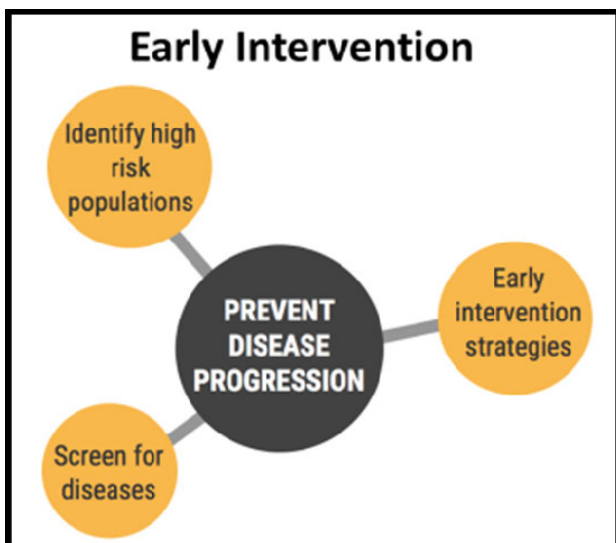 Early Intervention
Identify high
risk
populations
PREVENT
DISEASE
PROGRESSION
Early
intervention
strategies
Screen for
diseases